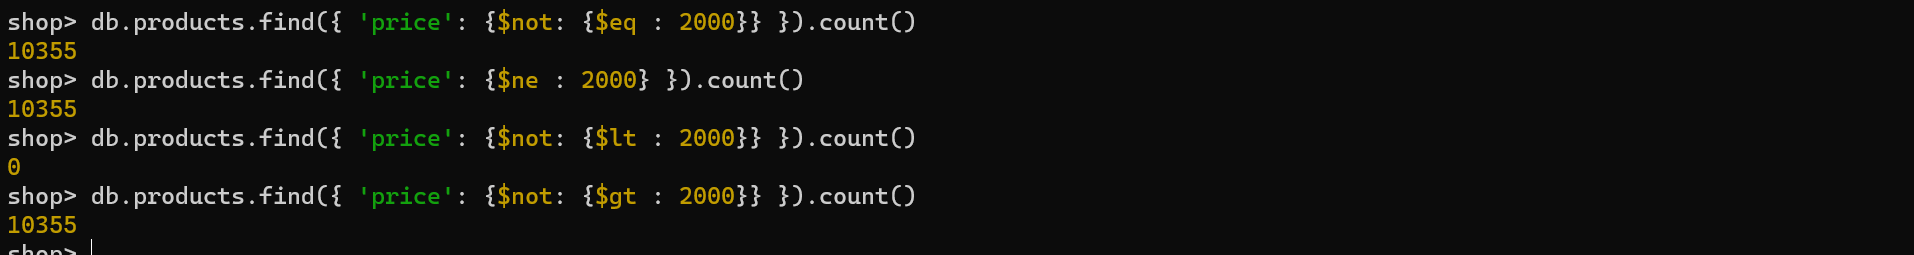 shop> db.products.find({ 'price': {$not: {$eq : 2000}} }).count()
10355
shop> db.products.find({ 'price': {$ne : 2000} }).count()
10355
shop> db.products.find({ 'price': {$not: {$lt : 2000}} }).count()
0
shop> db.products.find({ 'price': {$not: {$gt : 2000}} }).count()
10355
shop>